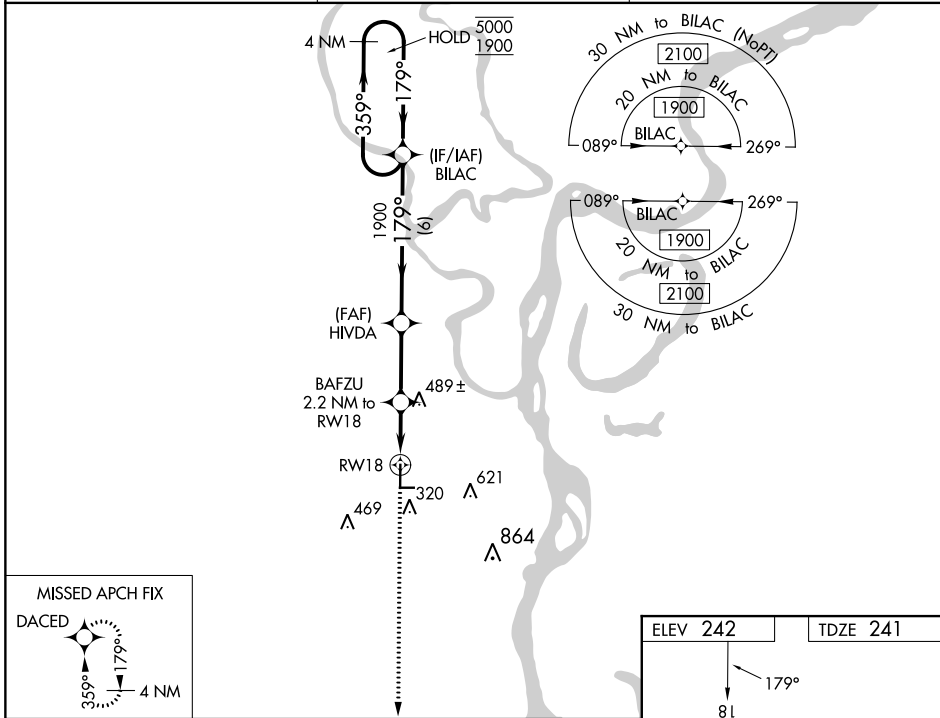 4 NM
HOLD
5000
1900
359°
179°
(IF/IAF)
BILAC
1900
179°
(6)
(FAF)
HIVDA
BAFZU
2.2 NM to
RW18
489 ±
RW18
320
621
469
864
30 NM to BILAC (NoPT)
2100
20 NM to BILAC
1900
BILAC
089°
269°
089°
269°
BILAC
1900
20 NM to BILAC
2100
30 NM to BILAC
MISSED APCH FIX
DACED
359°
179°
4 NM
ELEV 242
TDZE 241
179°
18